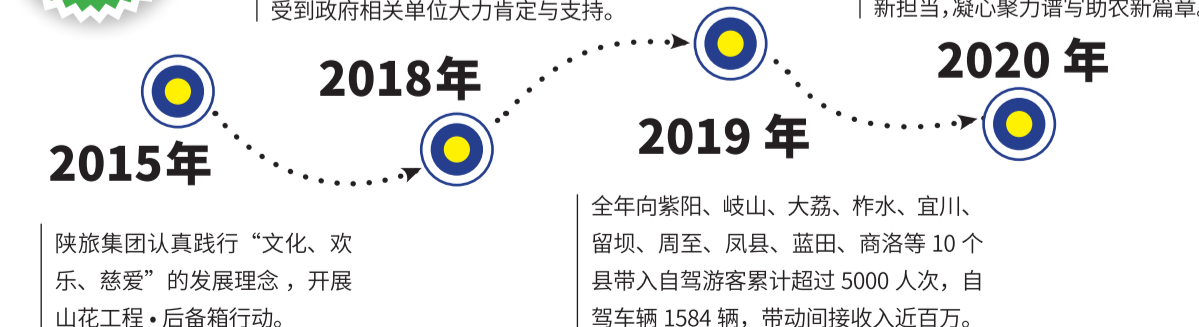 受到政府相关单位大力肯定与支持。
新担当，凝心聚力谱写助农新篇章。
2015年
2018年
2019 年
2020 年
陕旅集团认真践行“文化、欢
乐、慈爱”的发展理念，开展
山花工程·后备箱行动。
全年向紫阳、岐山、大荔、柞水、宜川、
留坝、周至、凤县、蓝田、商洛等 10 个
县带入自驾游客累计超过 5000 人次，自
驾车辆 1584 辆，带动间接收入近百万。